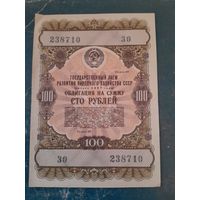 238710 30
ГОСУДАРСТВЕННЫЙ ЗАЕМ
РАЗВИТИЯ НАРОДНОГО ХОЗЯЙСТВА СССР
ОБЛИГАЦИЯ НА СУММУ
100 СТО РУБЛЕЙ 100
100
30 238710